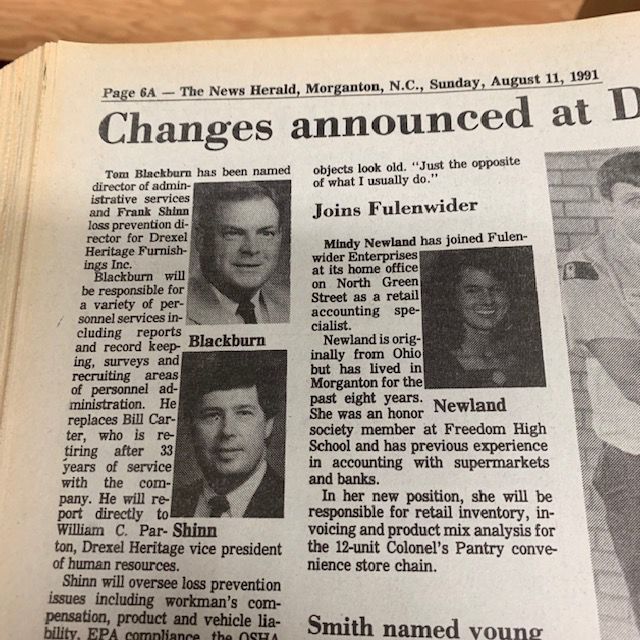 Page 6A — The News Herald, Morganton, N.C., Sunday, August 11, 1991
Changes announced at D
Tom Blackburn has been named
director of admin-
istrative services
and Frank Shinn
loss prevention di-
rector for Drexel
Heritage Furnish-
ings Inc.
Blackburn will
be responsible for
a variety of per-
sonnel services in-
cluding reports
and record keep-
ing, surveys and
recruiting areas
of personnel ad-
ministration. He
replaces Bill Car-
ter, who is re-
tiring after 33
years of service
with the com-
pany. He will re-
port directly to
William C. Par-
ton, Drexel Heritage vice president
of human resources.
Shinn will oversee loss prevention
issues including workman's com-
pensation, product and vehicle lia-
bility, EPA compliance, the OSHA
Blackburn
Shinn
objects look old. "Just the opposite
of what I usually do."
Joins Fulenwider
Mindy Newland has joined Fulen-
wider Enterprises
at its home office
on North Green
Street as a retail
accounting spe-
cialist.
Newland is orig-
inally from Ohio
but has lived in
Morganton for the
past eight years.
She was an honor
society member at Freedom High
School and has previous experience
in accounting with supermarkets
and banks.
In her new position, she will be
responsible for retail inventory, in-
voicing and product mix analysis for
the 12-unit Colonel's Pantry conve-
nience store chain.
Newland
Smith named young